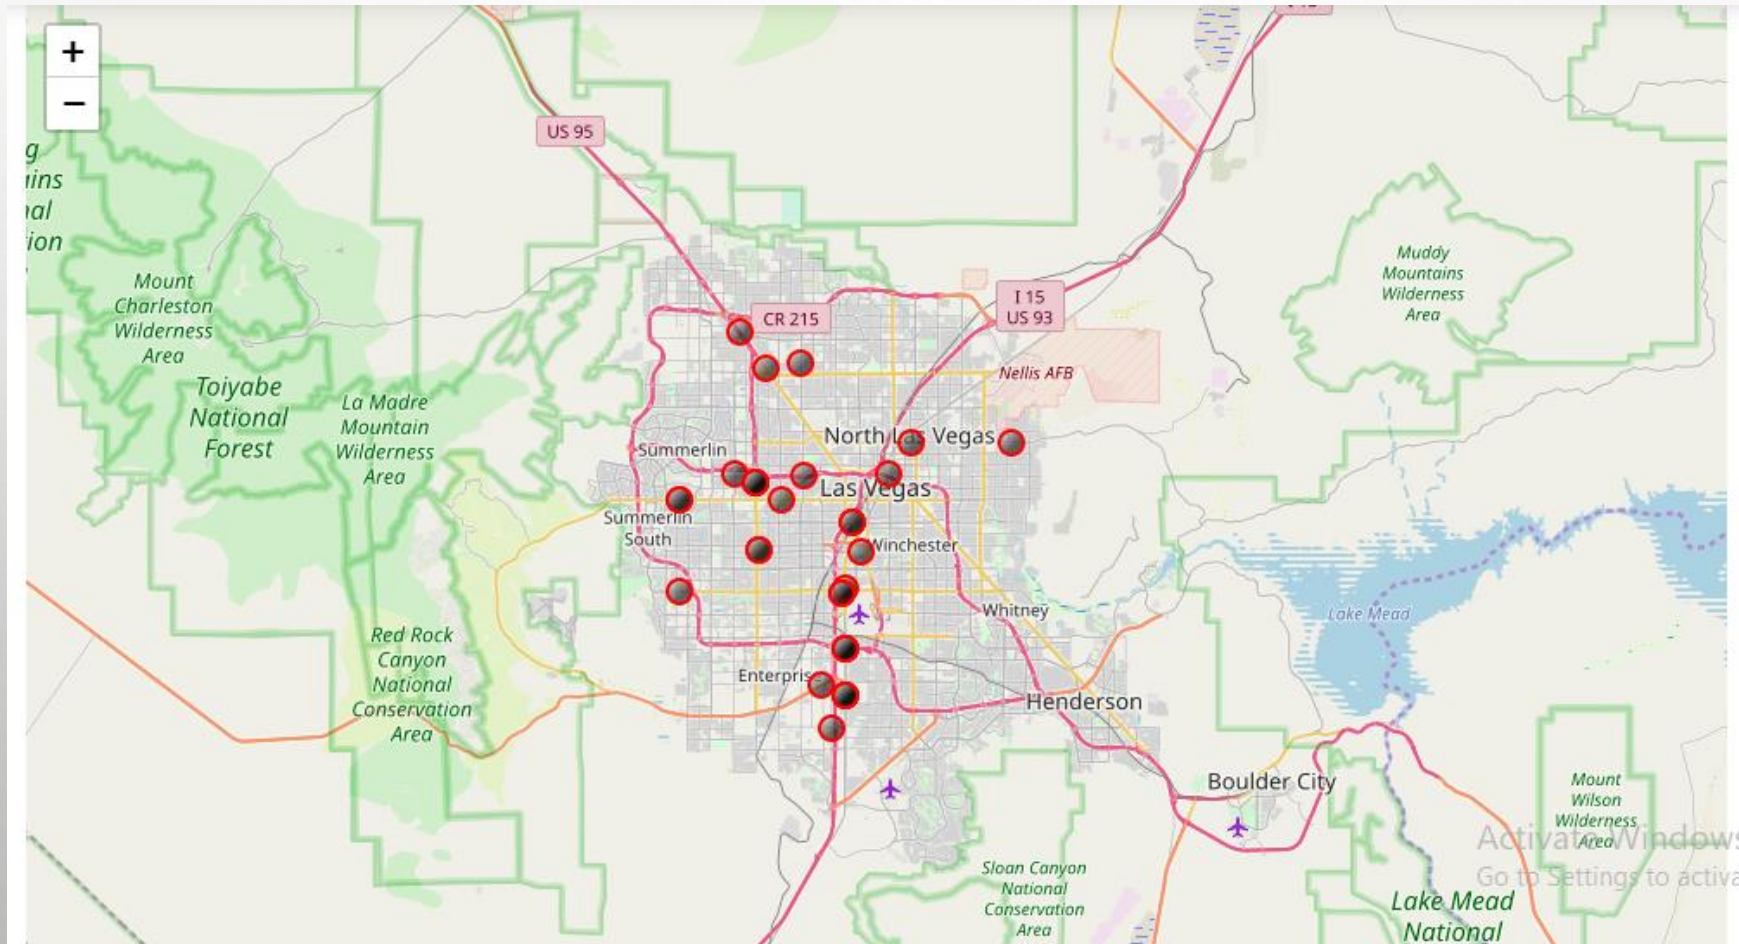 +
−
US 95
g
ains
nal
ion
Mount
Charleston
Wilderness
Area
Toiyabe
National
Forest
La Madre
Mountain
Wilderness
Area
CR 215
I 15
US 93
Muddy
Mountains
Wilderness
Area
Nellis AFB
North Las Vegas
Summerlin
Las Vegas
Summerlin
South
Winchester
Whitney
Lake Mead
Red Rock
Canyon
National
Conservation
Area
Enterprise
Henderson
Boulder City
Mount
Wilson
Wilderness
Area
Activate Windows
Go to Settings to activa
Sloan Canyon
National
Conservation
Area
Lake Mead
National